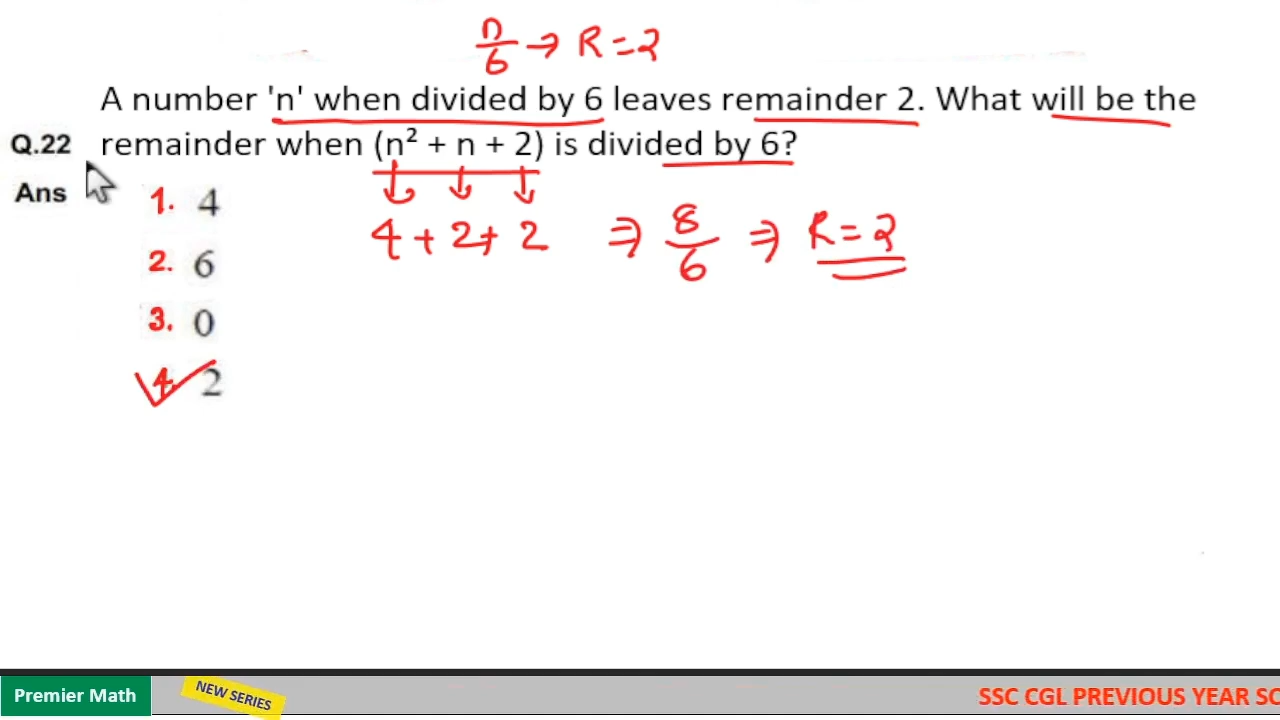 n/6 → R = 2
A number 'n' when divided by 6 leaves remainder 2. What will be the
Q.22 remainder when (n² + n + 2) is divided by 6?
Ans
1. 4
4 + 2 + 2 ⇒ 8/6 ⇒ R = 2
2. 6
3. 0
4. 2
Premier Math
NEW SERIES
SSC CGL PREVIOUS YEAR SO